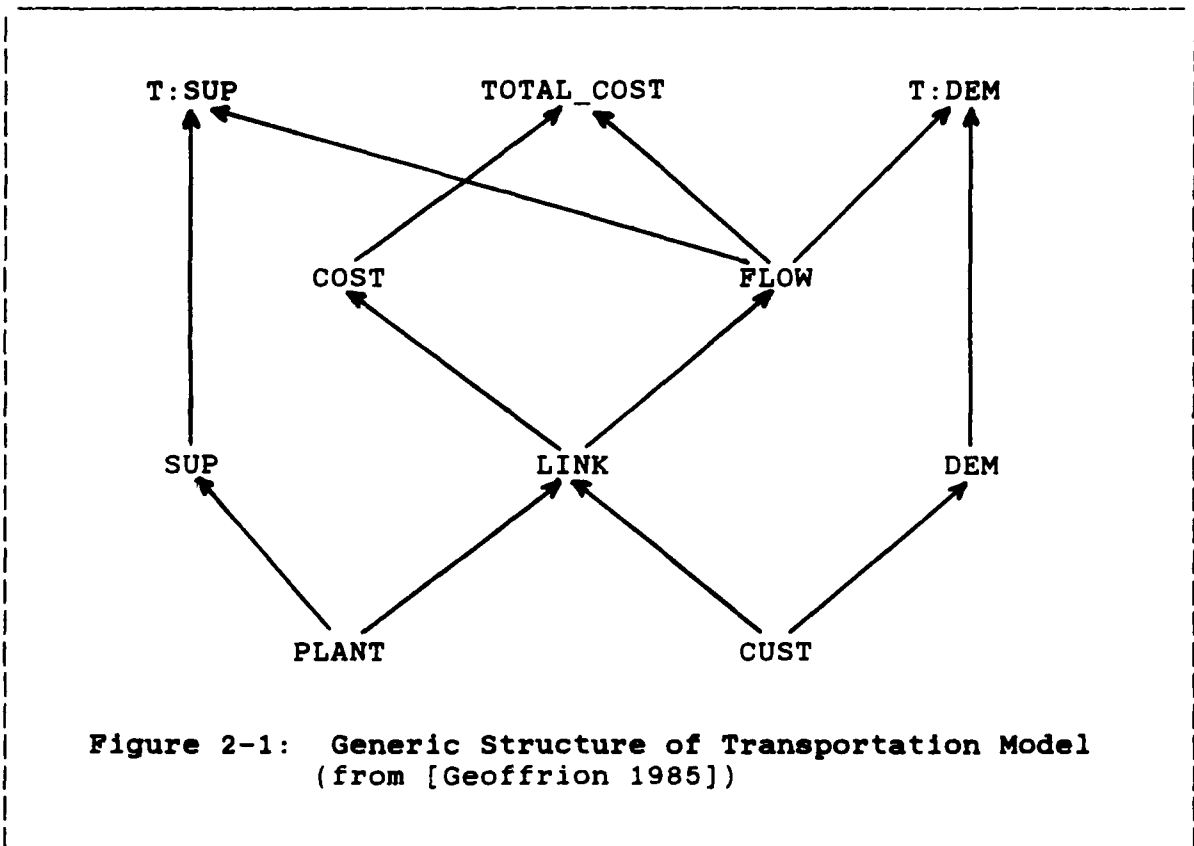 T:SUP TOTAL_COST T:DEM
COST FLOW
SUP LINK DEM
PLANT CUST
Figure 2-1: Generic Structure of Transportation Model
(from [Geoffrion 1985])